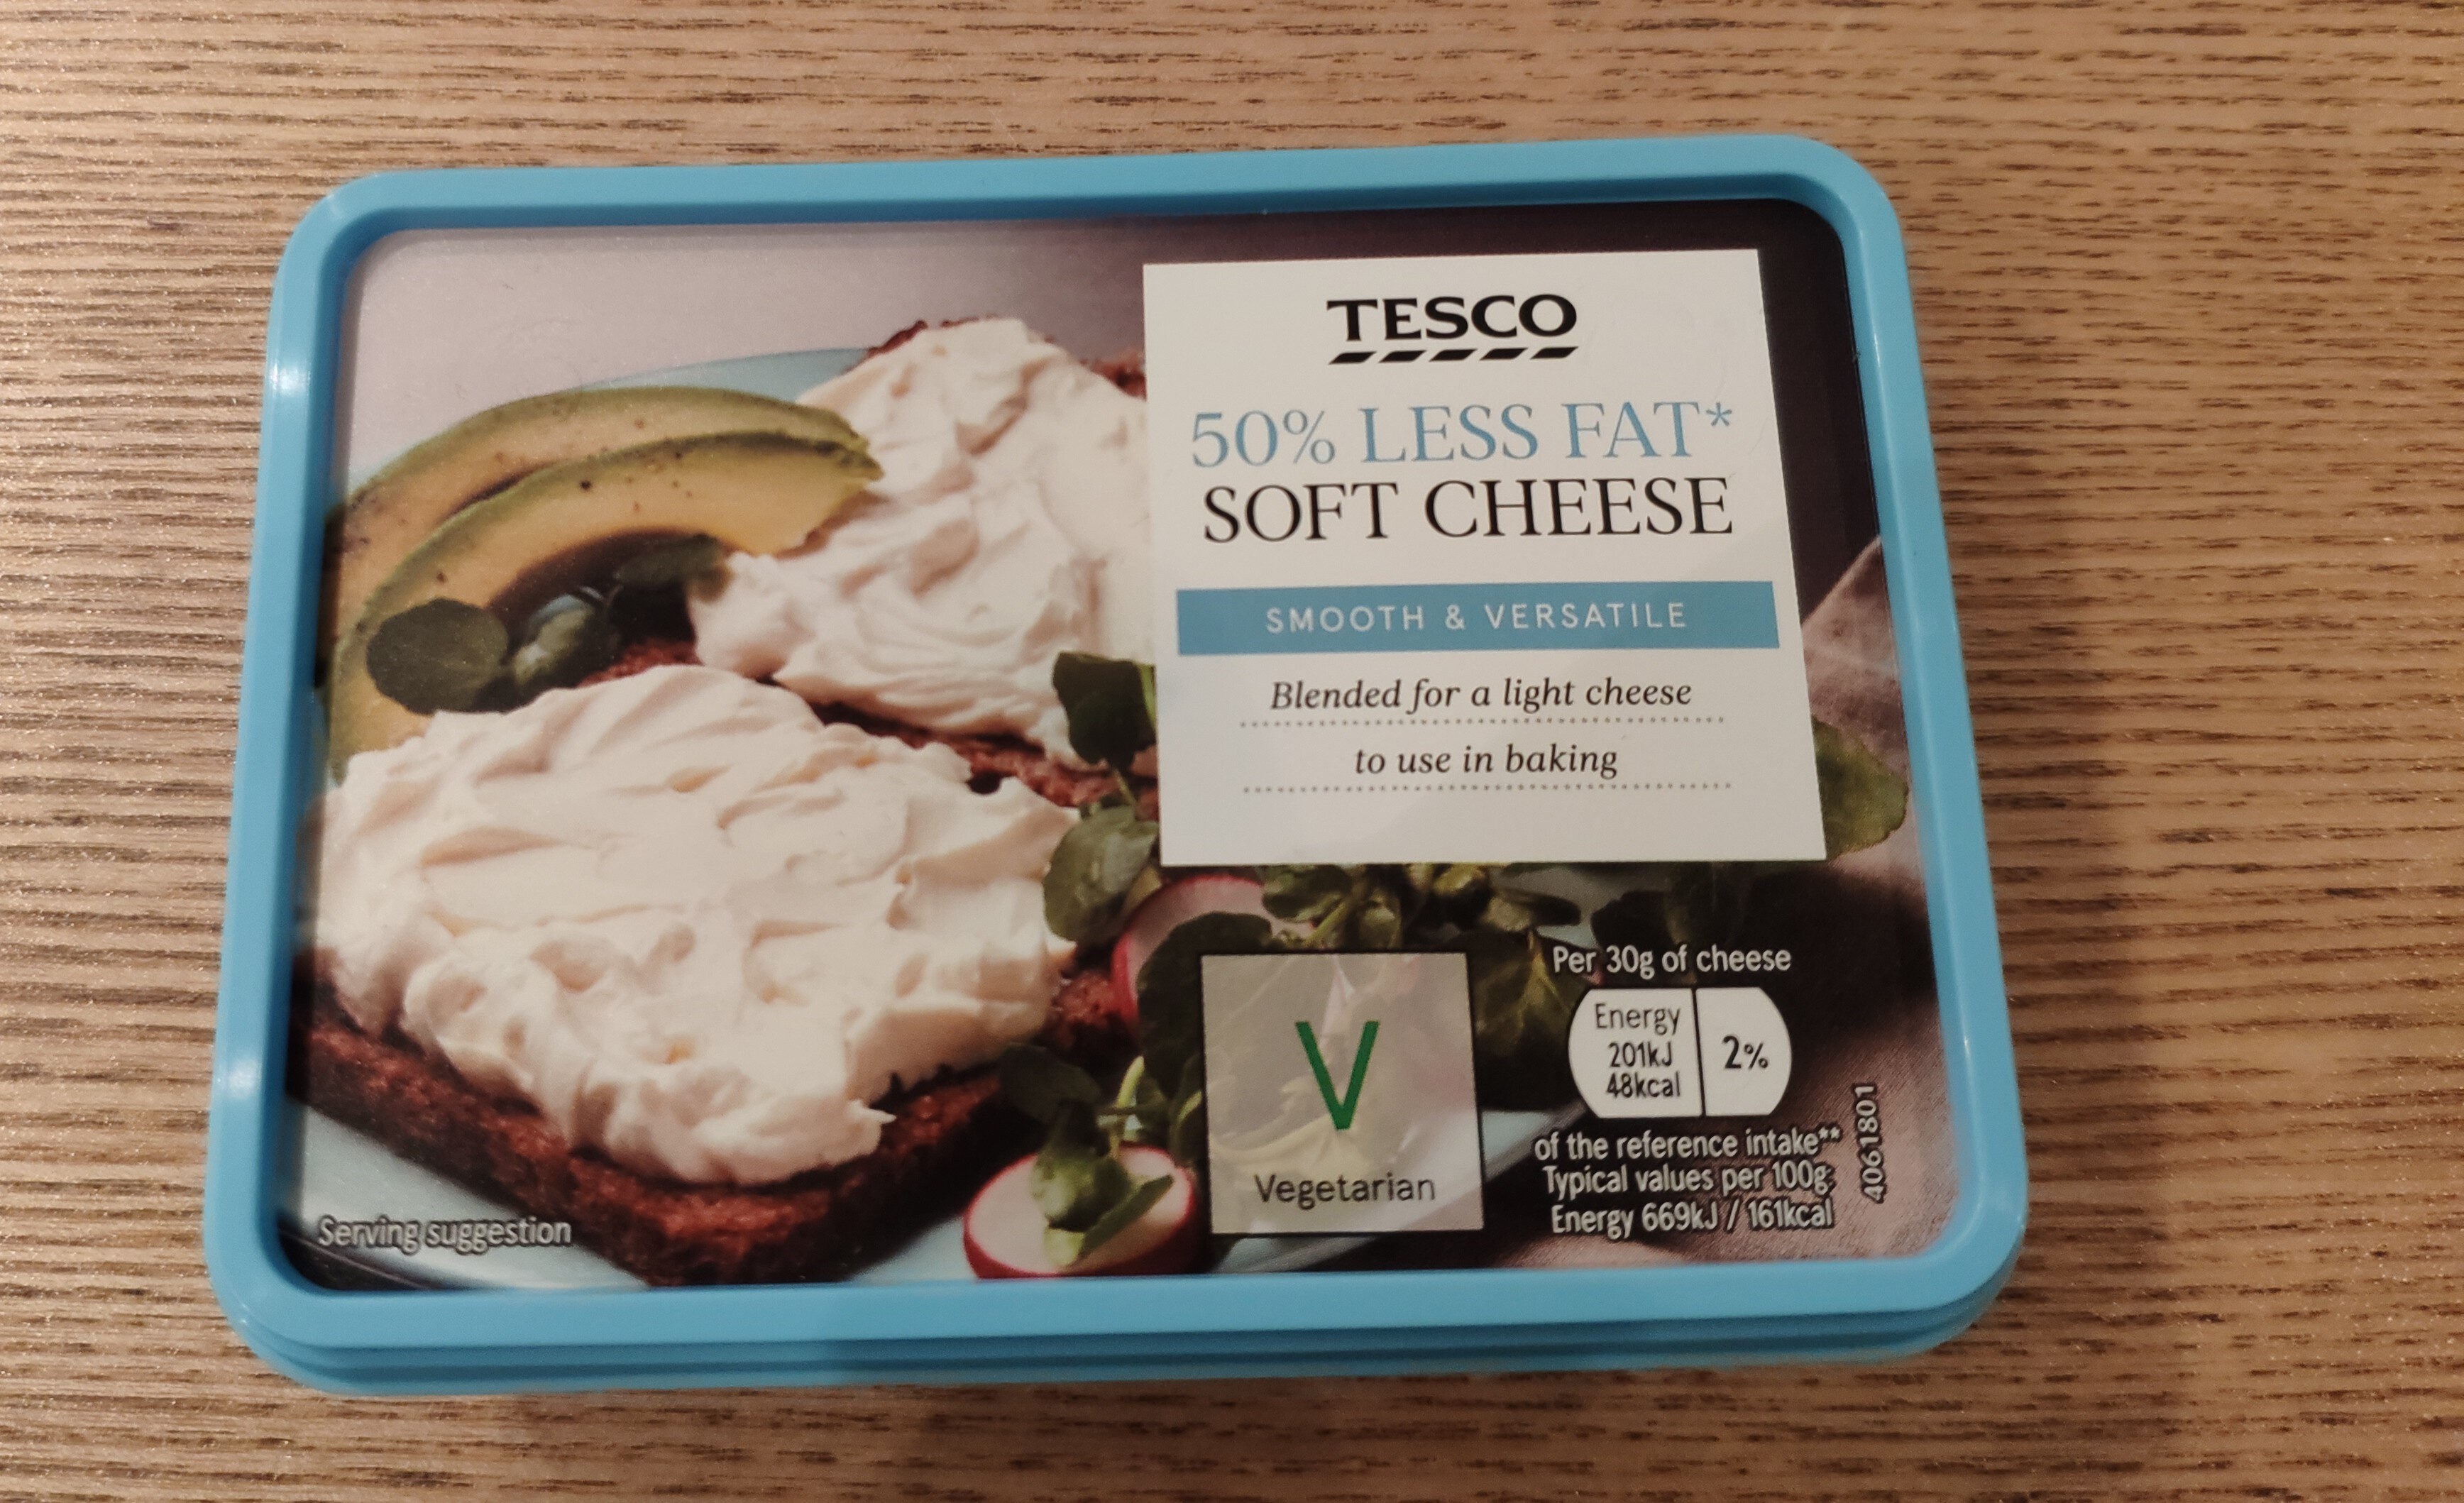 TESCO
50% LESS FAT*
SOFT CHEESE
SMOOTH & VERSATILE
Blended for a light cheese
to use in baking
Per 30g of cheese
Energy
201kJ
48kcal
2%
of the reference intake**
Typical values per 100g:
Energy 669kJ / 161kcal
4061801
V
Vegetarian
Serving suggestion